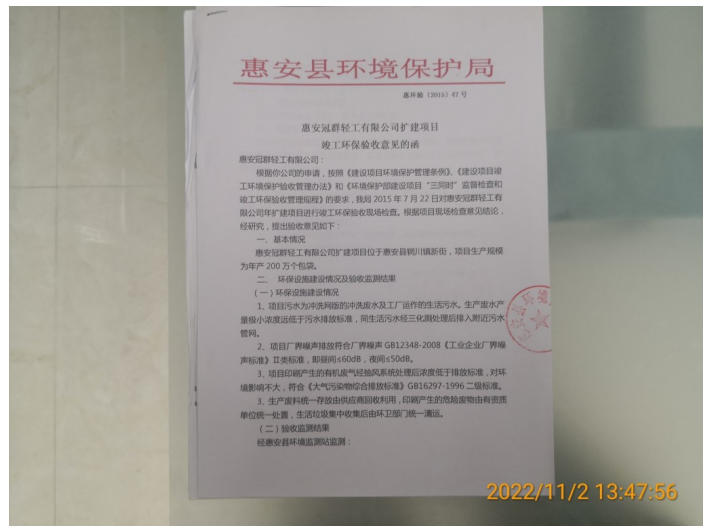 惠安县环境保护局
惠环验〔2015〕47号
惠安冠群轻工有限公司扩建项目
竣工环保验收意见的函
惠安冠群轻工有限公司：
根据你公司的申请，按照《建设项目环境保护管理条例》、《建设项目竣
工环境保护验收管理办法》和《环境保护部建设项目“三同时”监督检查和
竣工环保验收管理规程》的要求，我局 2015 年 7 月 22 日对惠安冠群轻工有
限公司年扩建项目进行竣工环保验收现场检查。根据项目现场检查意见结论，
经研究，提出验收意见如下：
一、基本情况
惠安冠群轻工有限公司扩建项目位于惠安县辋川镇新街，项目生产规模
为年产 200 万个包袋。
二、 环保设施建设情况及验收监测结果
（一）环保设施建设情况
1、项目污水为冲洗网版的冲洗废水及工厂运作的生活污水。生产废水产
量极小浓度远低于污水排放标准，同生活污水经三化厕处理后排入附近污水
管网。
2、项目厂界噪声排放符合厂界噪声 GB12348-2008《工业企业厂界噪
声标准》Ⅱ类标准，即昼间≤60dB，夜间≤50dB。
3、项目印刷产生的有机废气经抽风系统处理后浓度低于排放标准，对环
境影响不大，符合《大气污染物综合排放标准》GB16297-1996 二级标准。
3、生产废料统一存放由供应商回收利用，印刷产生的危险废物由有资质
单位统一处置，生活垃圾集中收集后由环卫部门统一清运。
（二）验收监测结果
经惠安县环境监测站监测：
2022/11/2 13:47:56